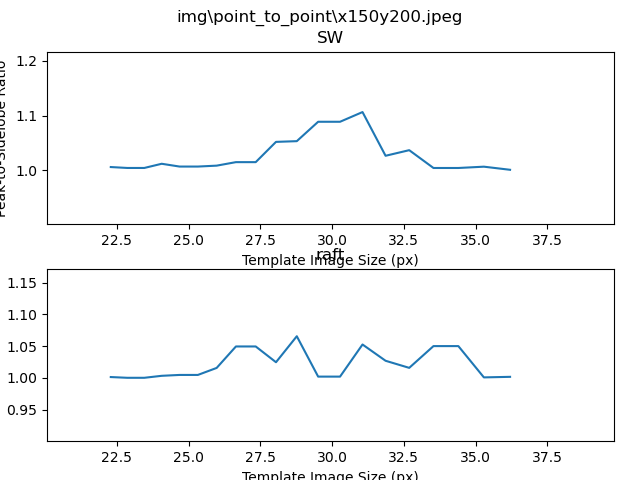 img\point_to_point\x150y200.jpeg
SW
Peak-to-Sidelobe Ratio
1.2
1.1
1.0
22.5 25.0 27.5 30.0 32.5 35.0 37.5
Template Image Size (px)
raft
1.15
1.10
1.05
1.00
0.95
22.5 25.0 27.5 30.0 32.5 35.0 37.5
Template Image Size (px)